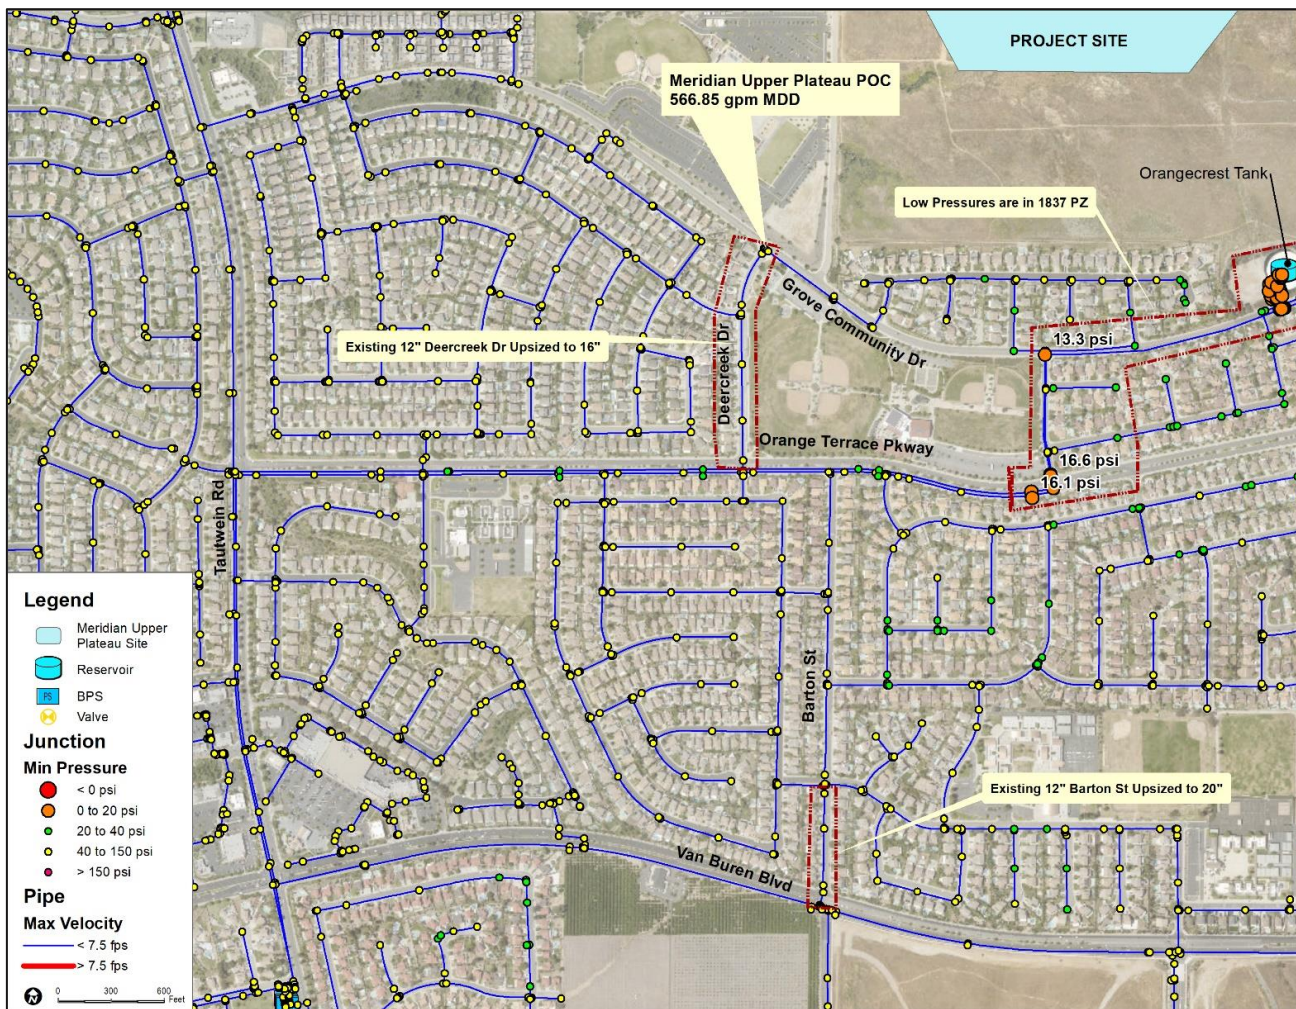 PROJECT SITE
Meridian Upper Plateau POC
566.85 gpm MDD
Orangecrest Tank
Low Pressures are in 1837 PZ
Grove Community Dr
13.3 psi
Existing 12" Deercreek Dr Upsized to 16"
Deercreek Dr
Orange Terrace Pkway
16.6 psi
16.1 psi
Tautwein Rd
Barton St
Existing 12" Barton St Upsized to 20"
Van Buren Blvd
Legend
Meridian Upper
Plateau Site
Reservoir
PS
BPS
Valve
Junction
Min Pressure
< 0 psi
0 to 20 psi
20 to 40 psi
40 to 150 psi
> 150 psi
Pipe
Max Velocity
< 7.5 fps
> 7.5 fps
N
0 300 600
Feet